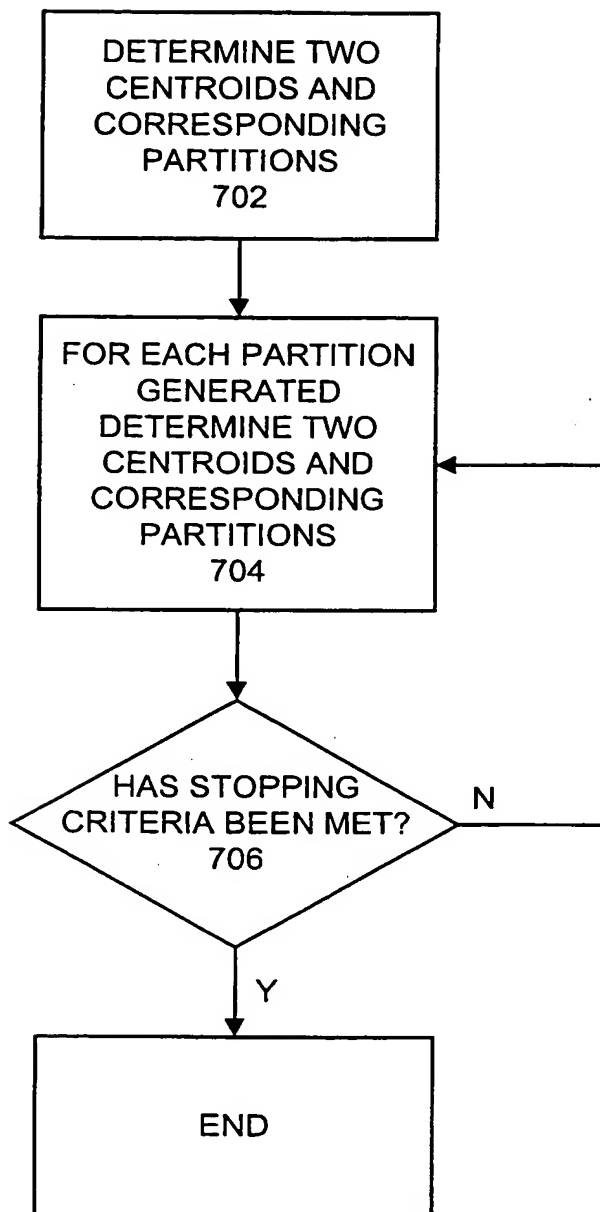 DETERMINE TWO
CENTROIDS AND
CORRESPONDING
PARTITIONS
702
FOR EACH PARTITION
GENERATED
DETERMINE TWO
CENTROIDS AND
CORRESPONDING
PARTITIONS
704
HAS STOPPING
CRITERIA BEEN MET?
706
N
Y
END